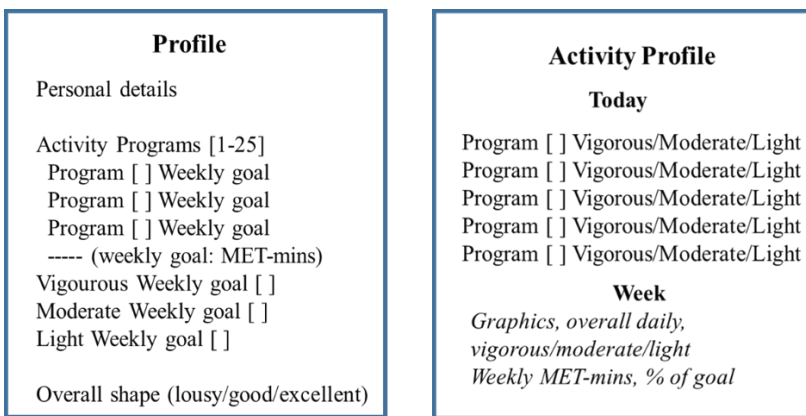 Profile
Personal details
Activity Programs [1-25]
Program [ ] Weekly goal
Program [ ] Weekly goal
Program [ ] Weekly goal
----- (weekly goal: MET-mins)
Vigourous Weekly goal [ ]
Moderate Weekly goal [ ]
Light Weekly goal [ ]
Overall shape (lousy/good/excellent)
Activity Profile
Today
Program [ ] Vigorous/Moderate/Light
Program [ ] Vigorous/Moderate/Light
Program [ ] Vigorous/Moderate/Light
Program [ ] Vigorous/Moderate/Light
Program [ ] Vigorous/Moderate/Light
Week
Graphics, overall daily,
vigorous/moderate/light
Weekly MET-mins, % of goal